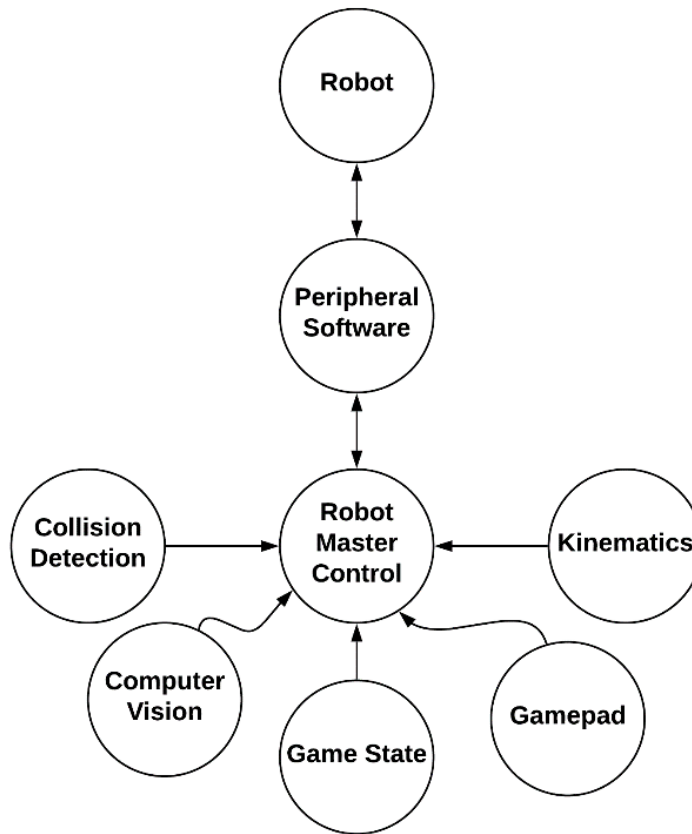 Robot
Peripheral
Software
Robot
Master
Control
Collision
Detection
Kinematics
Computer
Vision
Game State
Gamepad